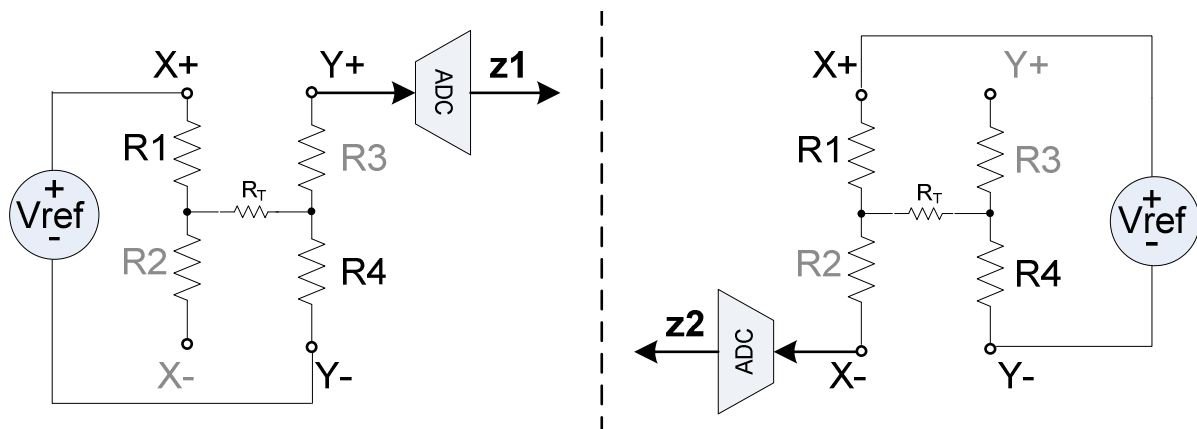 X+
Y+
ADC
z1
R1
R3
+
Vref
-
RT
R2
R4
X-
Y-
X+
Y+
R1
R3
RT
+
Vref
-
R2
R4
z2
ADC
X-
Y-